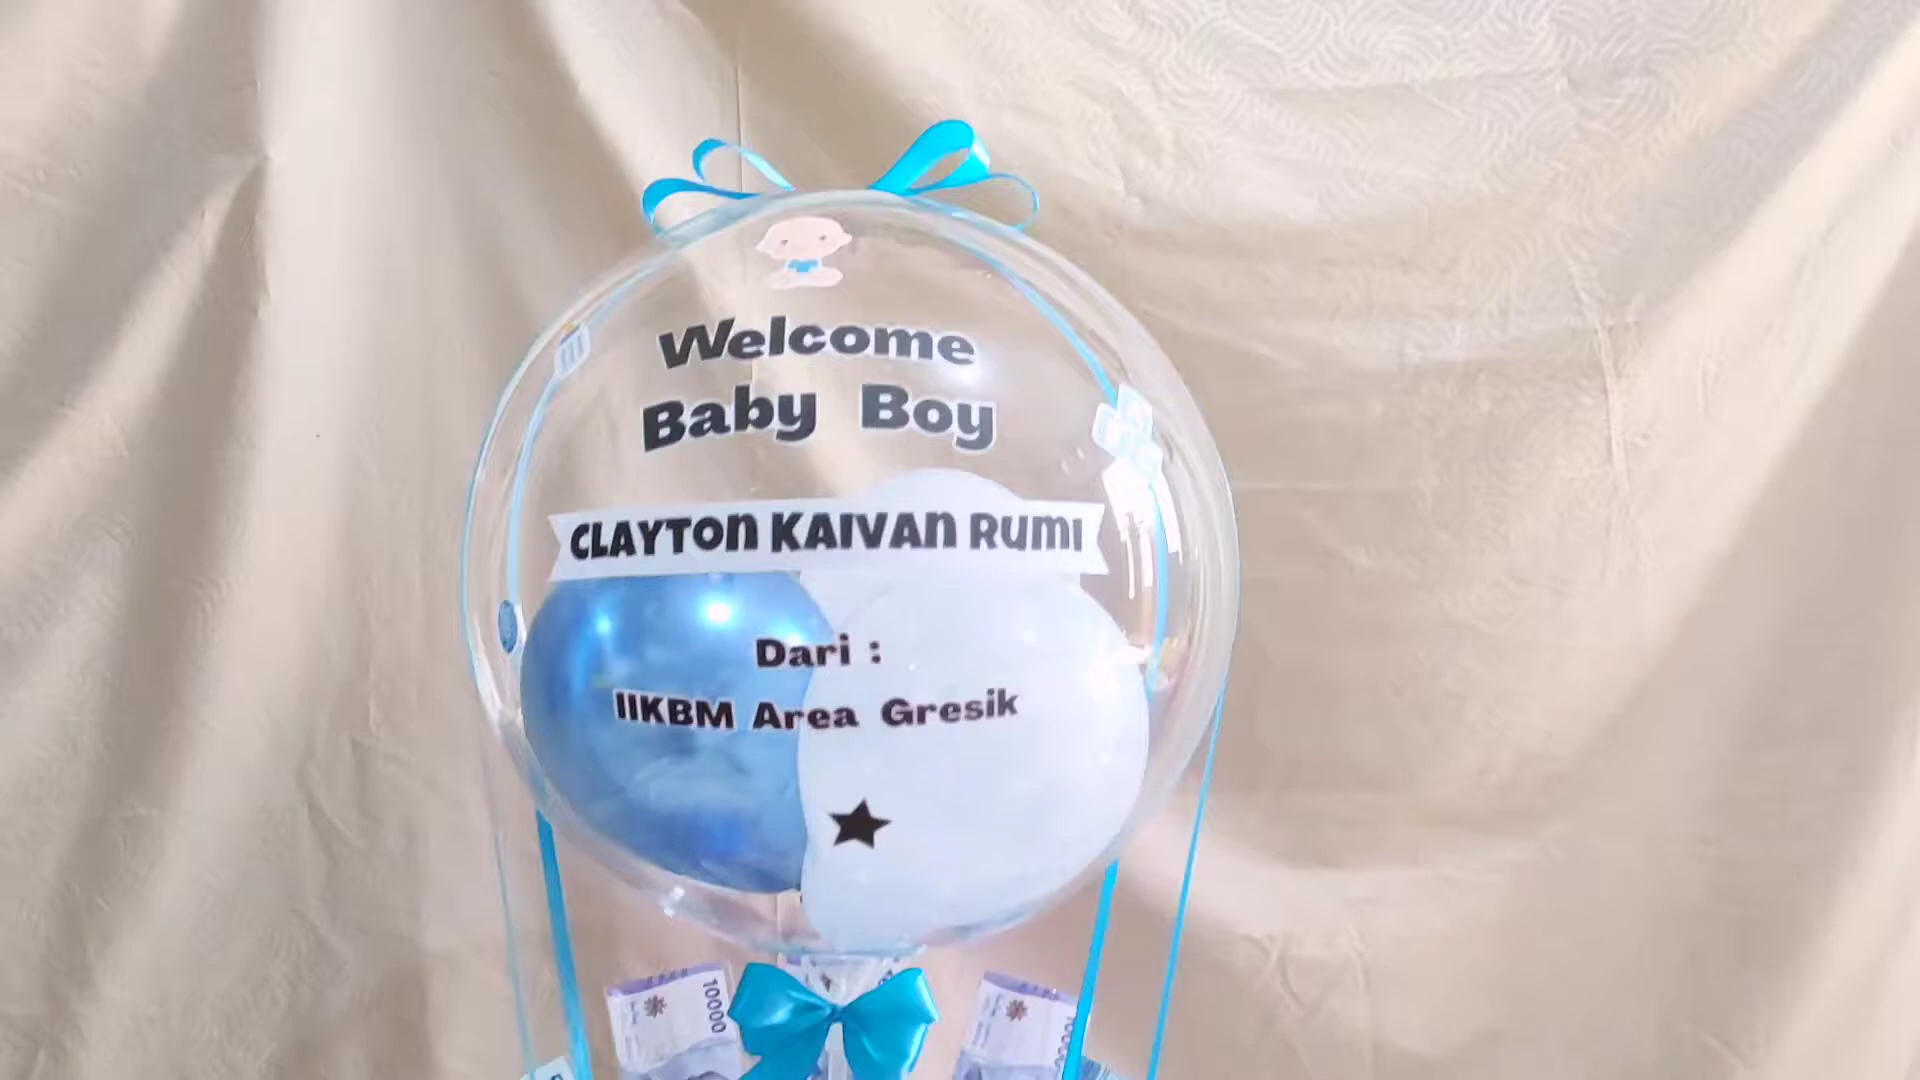 Welcome
Baby Boy
CLAYTON KAIVAN RUMI
Dari :
IIKBM Area Gresik
10000